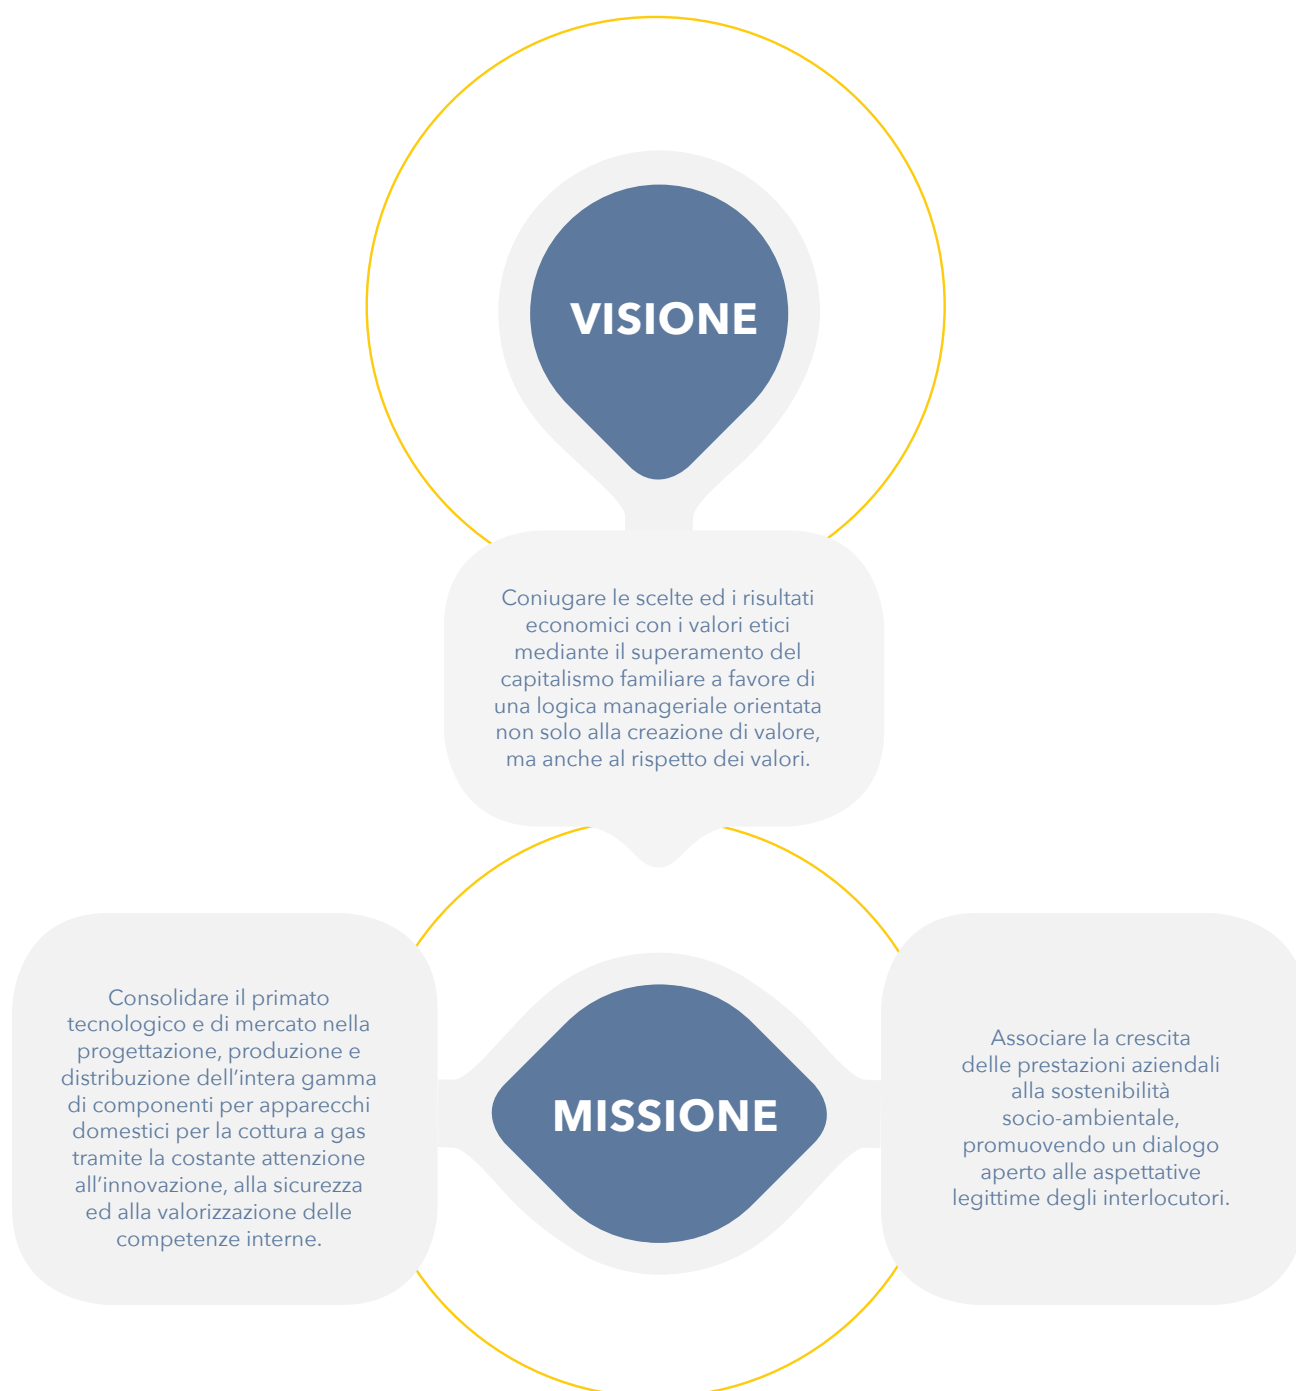 VISIONE
Coniugare le scelte ed i risultati
economici con i valori etici
mediante il superamento del
capitalismo familiare a favore di
una logica manageriale orientata
non solo alla creazione di valore,
ma anche al rispetto dei valori.
Consolidare il primato
tecnologico e di mercato nella
progettazione, produzione e
distribuzione dell’intera gamma
di componenti per apparecchi
domestici per la cottura a gas
tramite la costante attenzione
all’innovazione, alla sicurezza
ed alla valorizzazione delle
competenze interne.
MISSIONE
Associare la crescita
delle prestazioni aziendali
alla sostenibilità
socio-ambientale,
promuovendo un dialogo
aperto alle aspettative
legittime degli interlocutori.